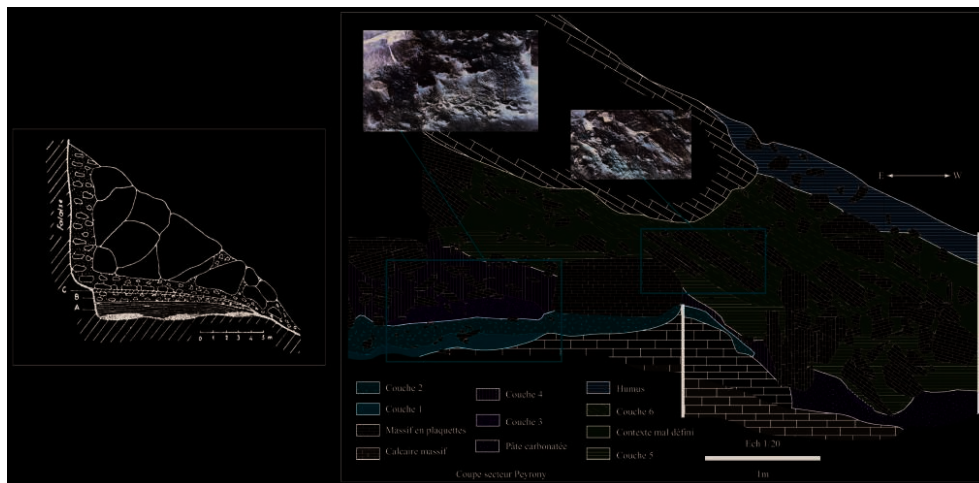 Falaise
C
B
A
0 1 2 3 4 5m
E W
Couche 2
Couche 1
Massif en plaquettes
Calcaire massif
Couche 4
Couche 3
Pâte carbonatée
Humus
Couche 6
Contexte mal défini
Couche 5
Ech 1:20
1m
Coupe secteur Peyrony